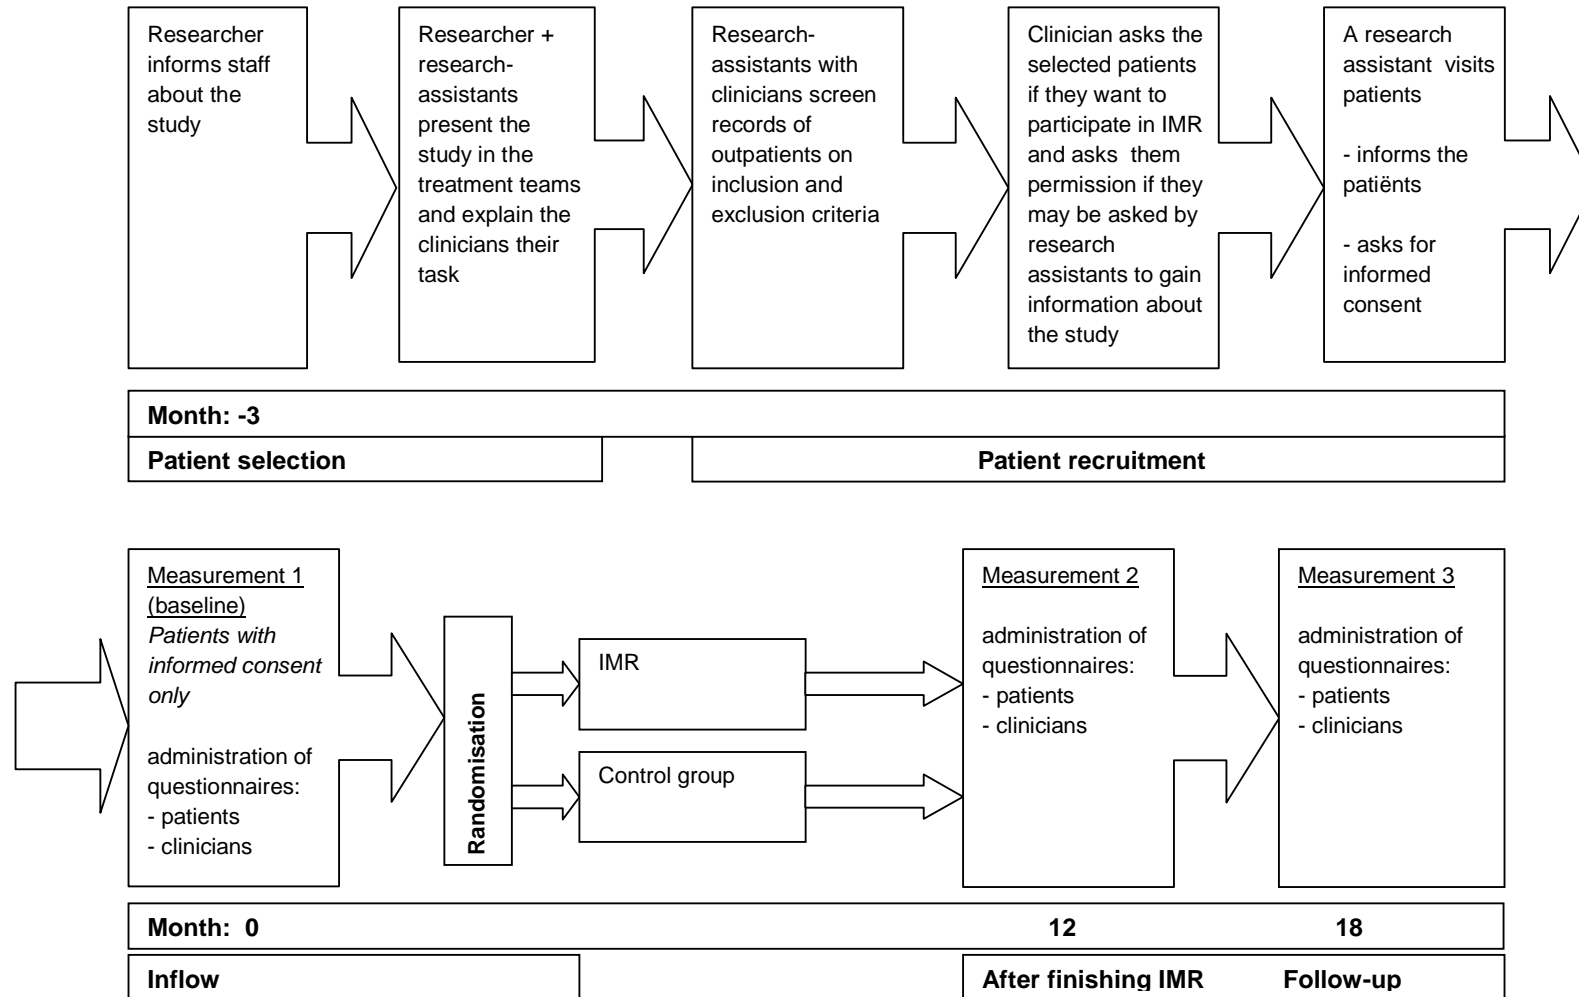 Researcher
informs staff
about the
study
Researcher +
research-
assistants
present the
study in the
treatment teams
and explain the
clinicians their
task
Research-
assistants with
clinicians screen
records of
outpatients on
inclusion and
exclusion criteria
Clinician asks the
selected patients
if they want to
participate in IMR
and asks them
permission if they
may be asked by
research
assistants to gain
information about
the study
A research
assistant visits
patients
- informs the
patiënts
- asks for
informed
consent
Month: -3
Patient selection
Patient recruitment
Measurement 1
(baseline)
Patients with
informed consent
only
administration of
questionnaires:
- patients
- clinicians
Randomisation
IMR
Control group
Measurement 2
administration of
questionnaires:
- patients
- clinicians
Measurement 3
administration of
questionnaires:
- patients
- clinicians
Month: 0 12 18
Inflow
After finishing IMR Follow-up